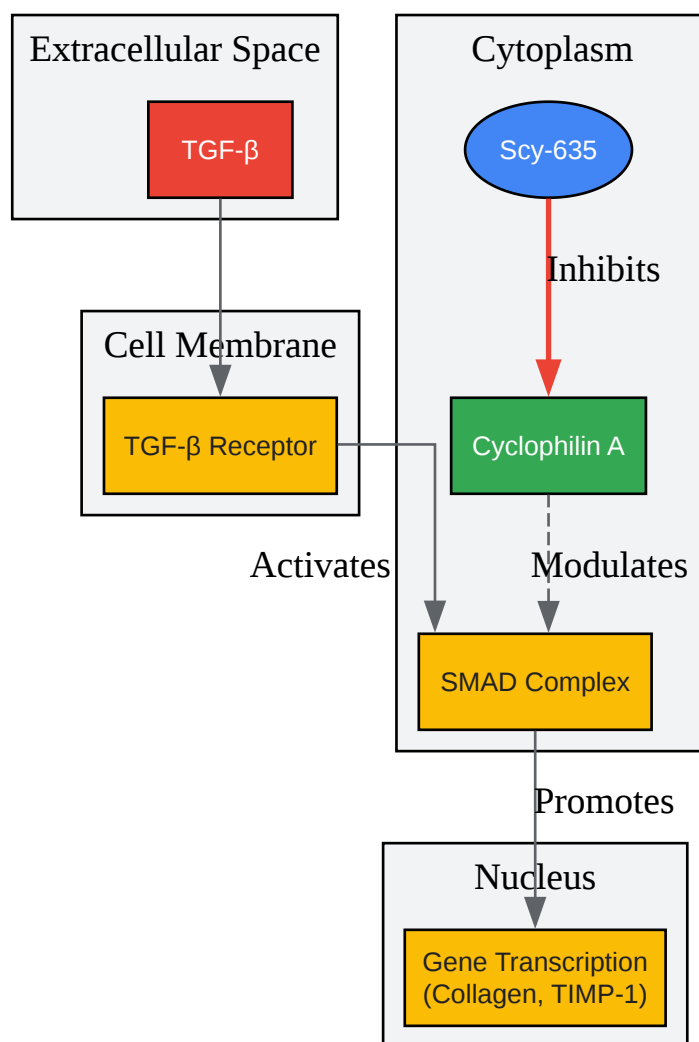 Extracellular Space
TGF-β
Cell Membrane
TGF-β Receptor
Activates
Cytoplasm
Scy-635
Inhibits
Cyclophilin A
Modulates
SMAD Complex
Promotes
Nucleus
Gene Transcription
(Collagen, TIMP-1)